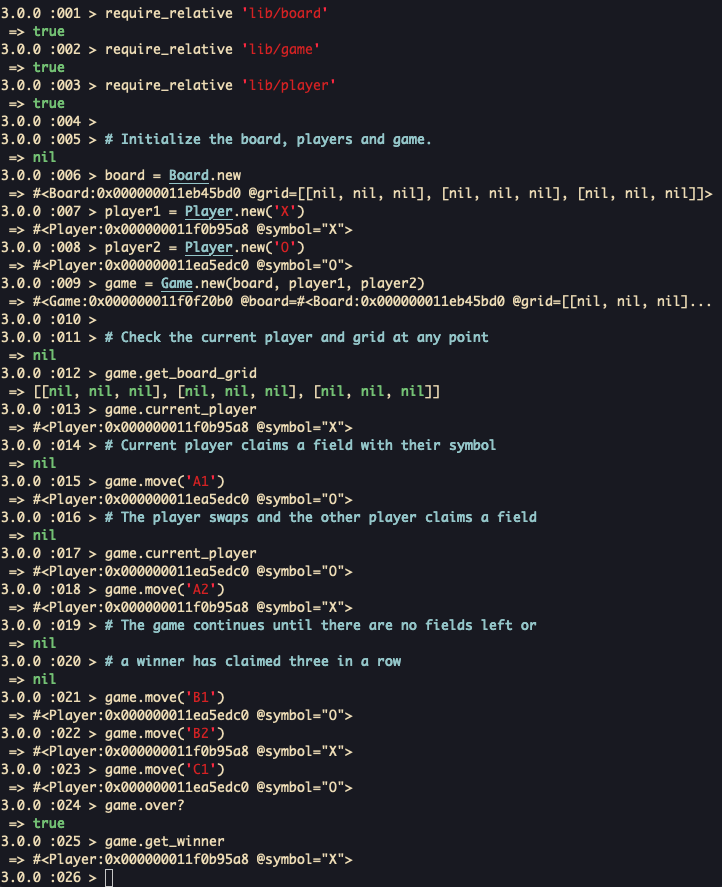 3.0.0 :001 > require_relative 'lib/board'
 => true
3.0.0 :002 > require_relative 'lib/game'
 => true
3.0.0 :003 > require_relative 'lib/player'
 => true
3.0.0 :004 >
3.0.0 :005 > # Initialize the board, players and game.
 => nil
3.0.0 :006 > board = Board.new
 => #<Board:0x000000011eb45bd0 @grid=[[nil, nil, nil], [nil, nil, nil], [nil, nil, nil]]>
3.0.0 :007 > player1 = Player.new('X')
 => #<Player:0x000000011f0b95a8 @symbol="X">
3.0.0 :008 > player2 = Player.new('O')
 => #<Player:0x000000011ea5edc0 @symbol="O">
3.0.0 :009 > game = Game.new(board, player1, player2)
 => #<Game:0x000000011f0f20b0 @board=#<Board:0x000000011eb45bd0 @grid=[[nil, nil, nil]...
3.0.0 :010 >
3.0.0 :011 > # Check the current player and grid at any point
 => nil
3.0.0 :012 > game.get_board_grid
 => [[nil, nil, nil], [nil, nil, nil], [nil, nil, nil]]
3.0.0 :013 > game.current_player
 => #<Player:0x000000011f0b95a8 @symbol="X">
3.0.0 :014 > # Current player claims a field with their symbol
 => nil
3.0.0 :015 > game.move('A1')
 => #<Player:0x000000011ea5edc0 @symbol="O">
3.0.0 :016 > # The player swaps and the other player claims a field
 => nil
3.0.0 :017 > game.current_player
 => #<Player:0x000000011ea5edc0 @symbol="O">
3.0.0 :018 > game.move('A2')
 => #<Player:0x000000011f0b95a8 @symbol="X">
3.0.0 :019 > # The game continues until there are no fields left or
 => nil
3.0.0 :020 > # a winner has claimed three in a row
 => nil
3.0.0 :021 > game.move('B1')
 => #<Player:0x000000011ea5edc0 @symbol="O">
3.0.0 :022 > game.move('B2')
 => #<Player:0x000000011f0b95a8 @symbol="X">
3.0.0 :023 > game.move('C1')
 => #<Player:0x000000011ea5edc0 @symbol="O">
3.0.0 :024 > game.over?
 => true
3.0.0 :025 > game.get_winner
 => #<Player:0x000000011f0b95a8 @symbol="X">
3.0.0 :026 >